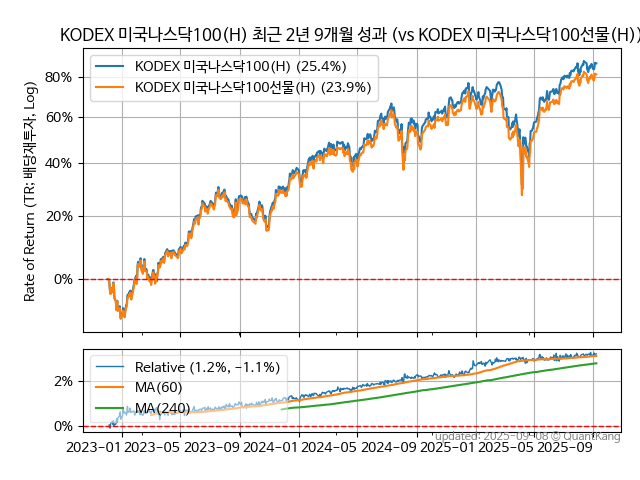 KODEX 미국나스닥100(H) 최근 2년 9개월 성과 (vs KODEX 미국나스닥100선물(H))
Rate of Return (TR: 배당재투자, Log)
KODEX 미국나스닥100(H) (25.4%)
KODEX 미국나스닥100선물(H) (23.9%)
80%
60%
40%
20%
0%
Relative (1.2%, -1.1%)
MA(60)
MA(240)
2%
0%
2023-01 2023-05 2023-09 2024-01 2024-05 2024-09 2025-01 2025-05 2025-09
updated: 2025-09-08 © QuantKang